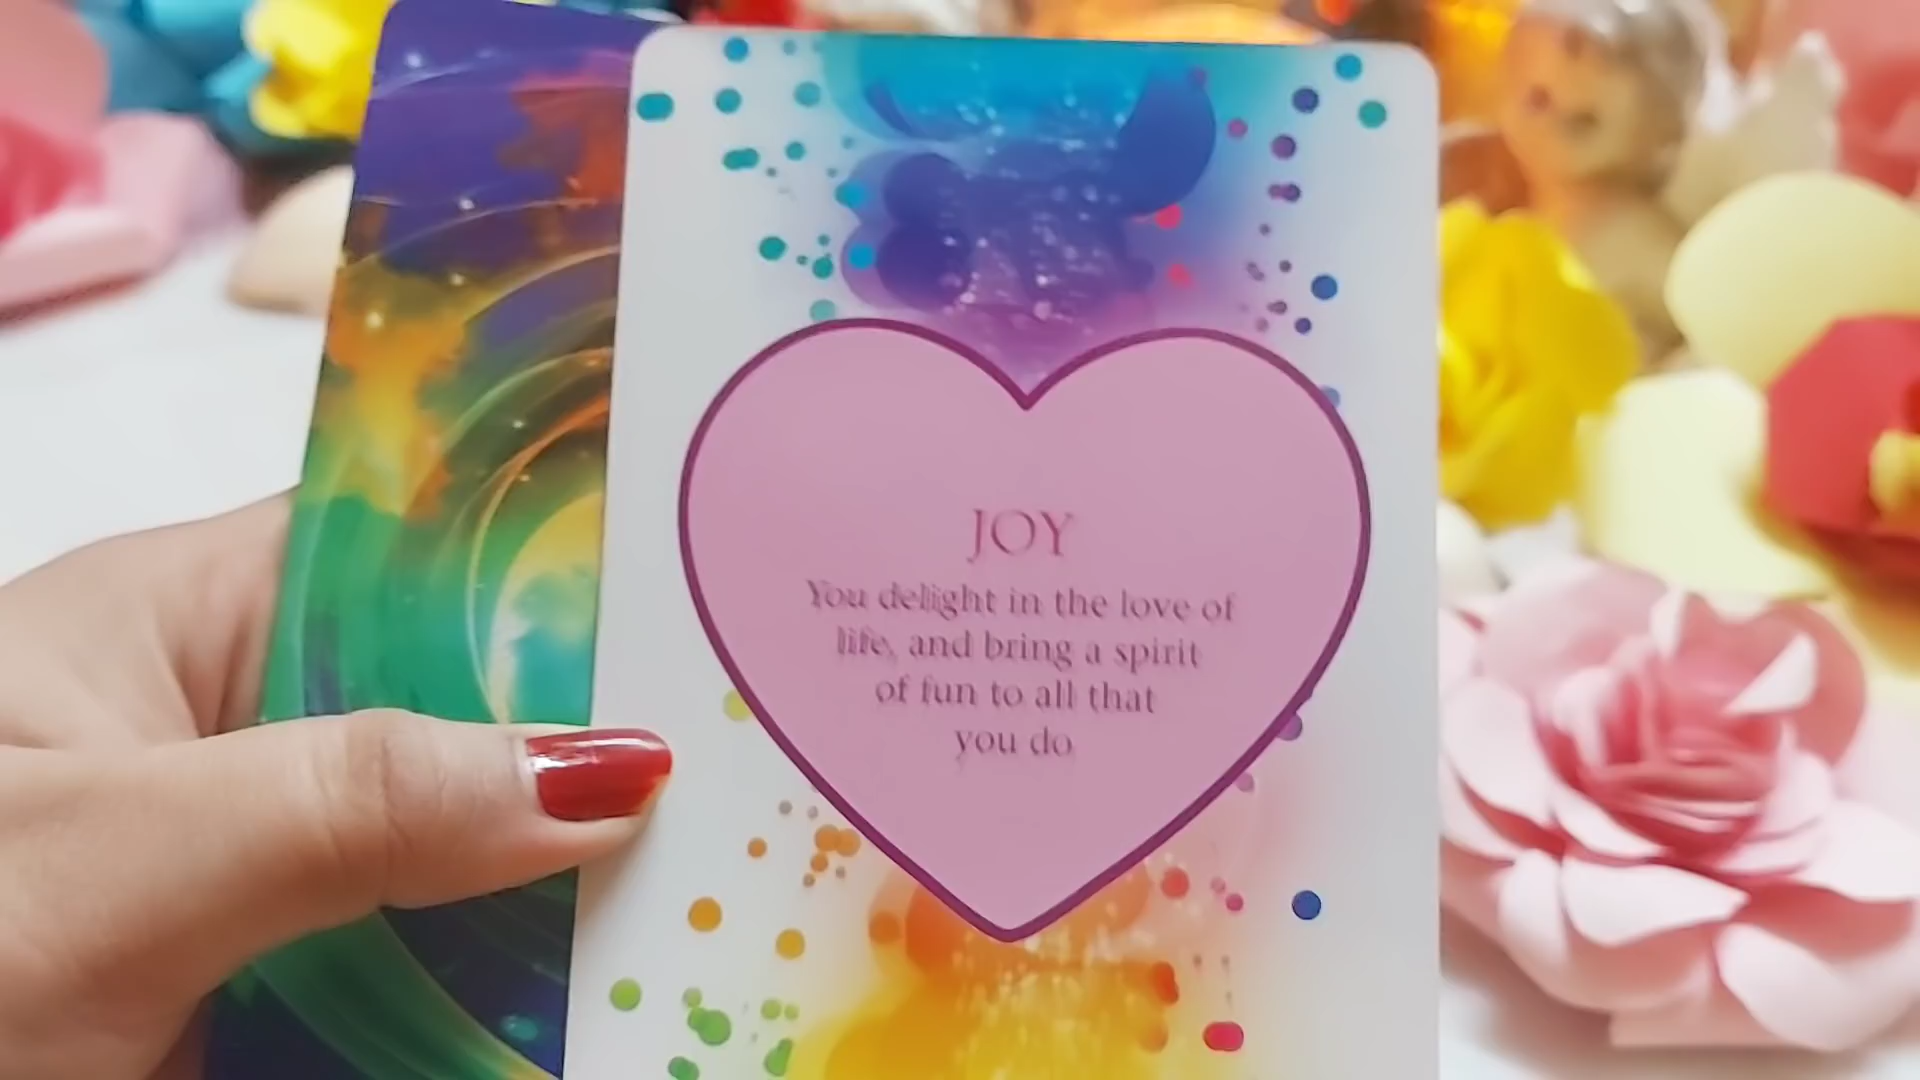 JOY
You delight in the love of
life, and bring a spirit
of fun to all that
you do